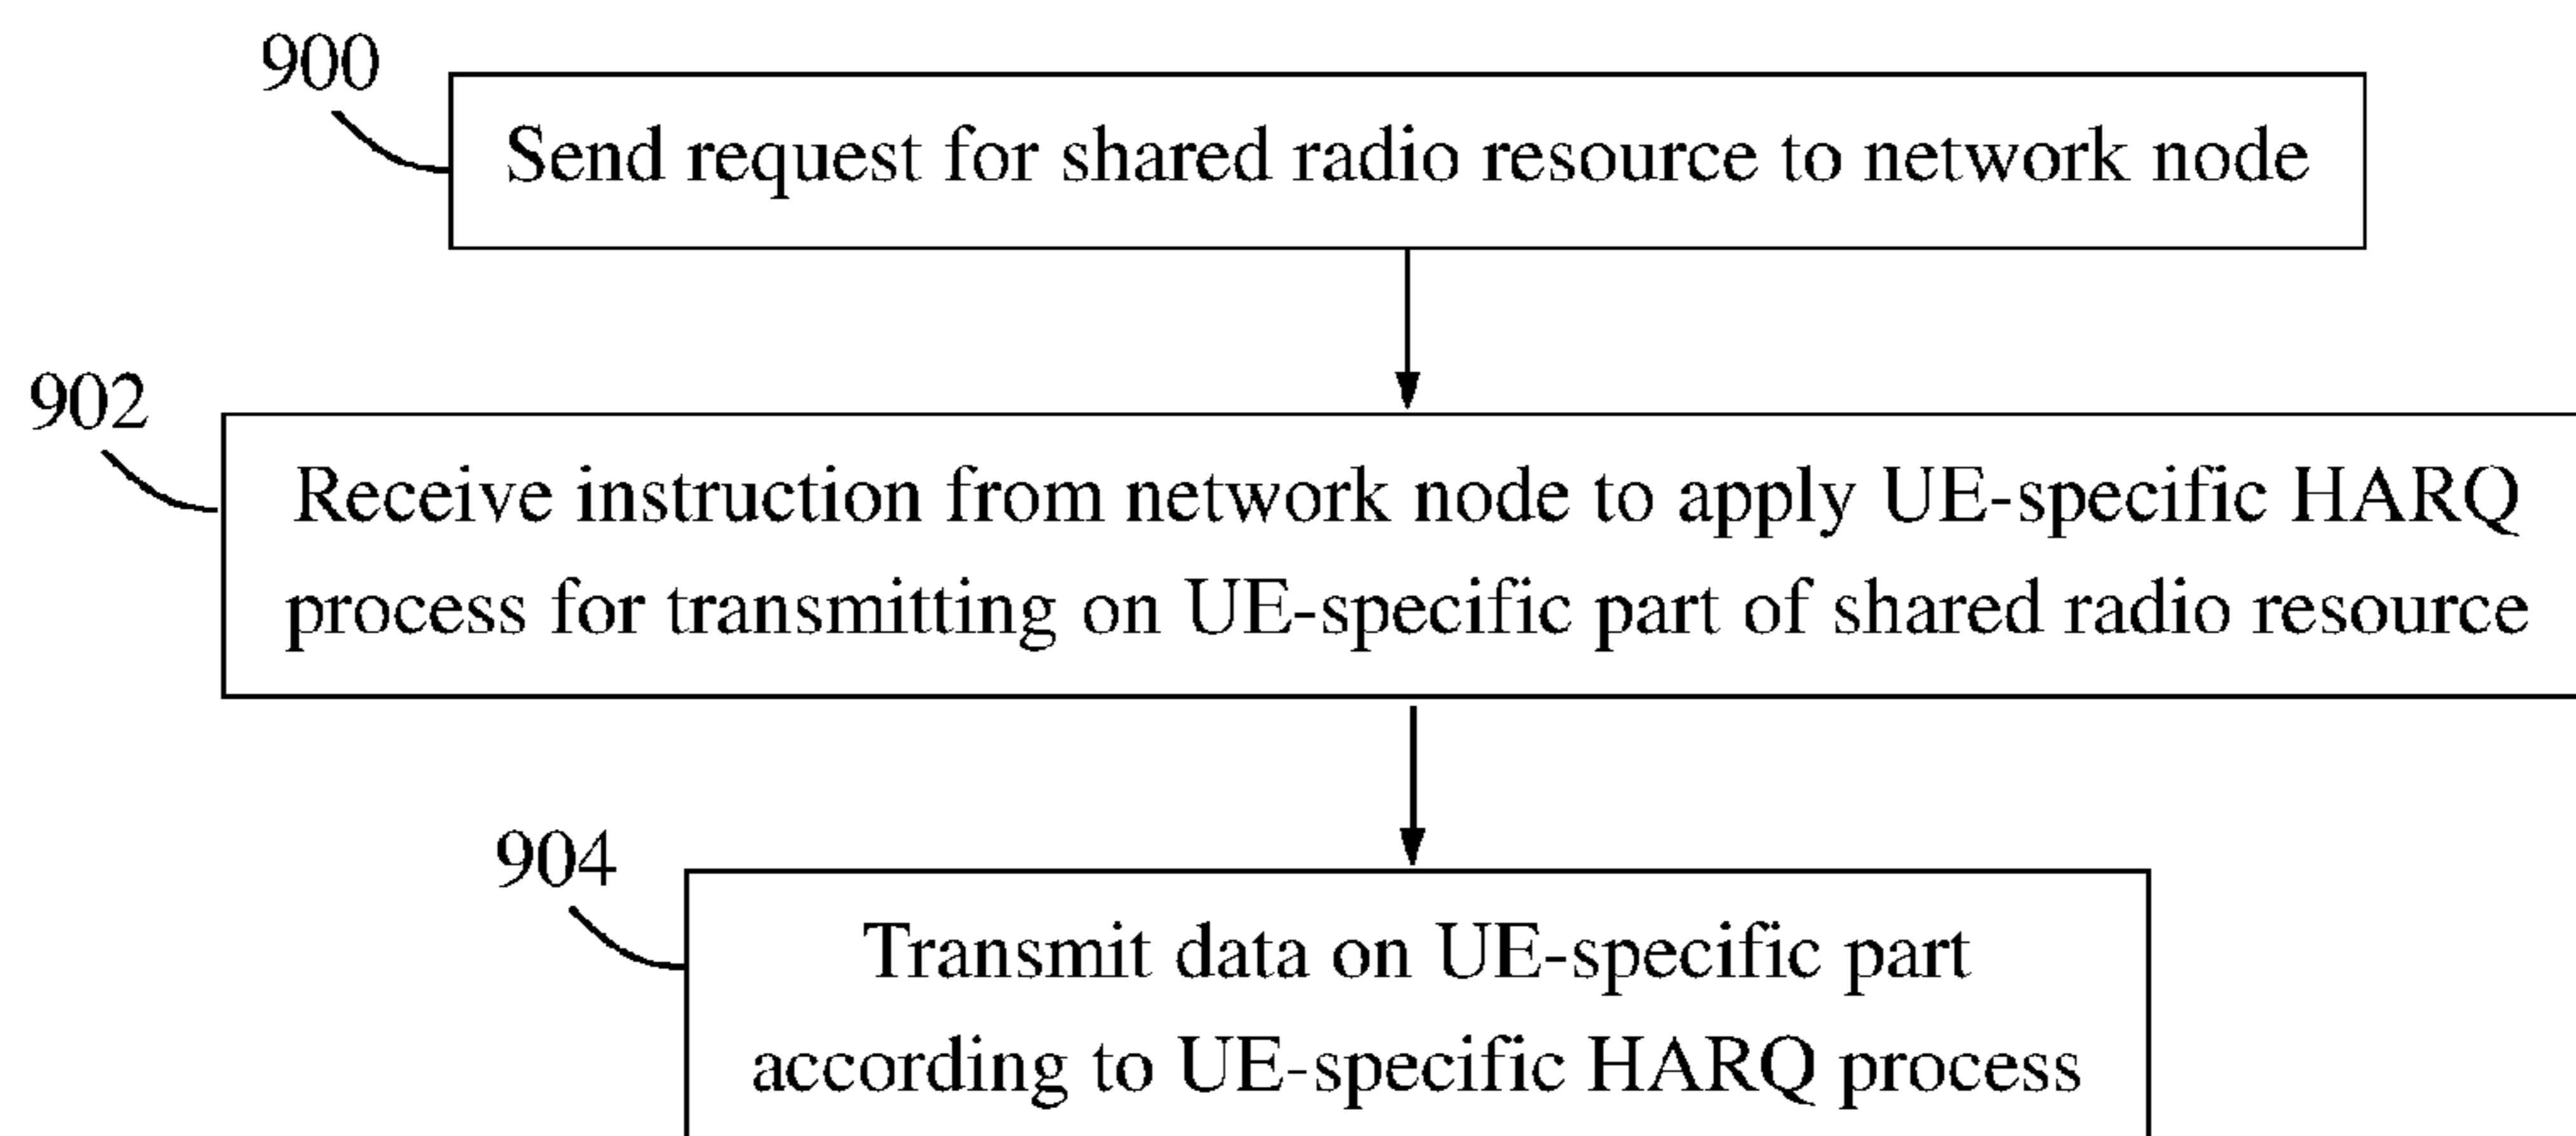 900
Send request for shared radio resource to network node
902
Receive instruction from network node to apply UE-specific HARQ
process for transmitting on UE-specific part of shared radio resource
904
Transmit data on UE-specific part
according to UE-specific HARQ process